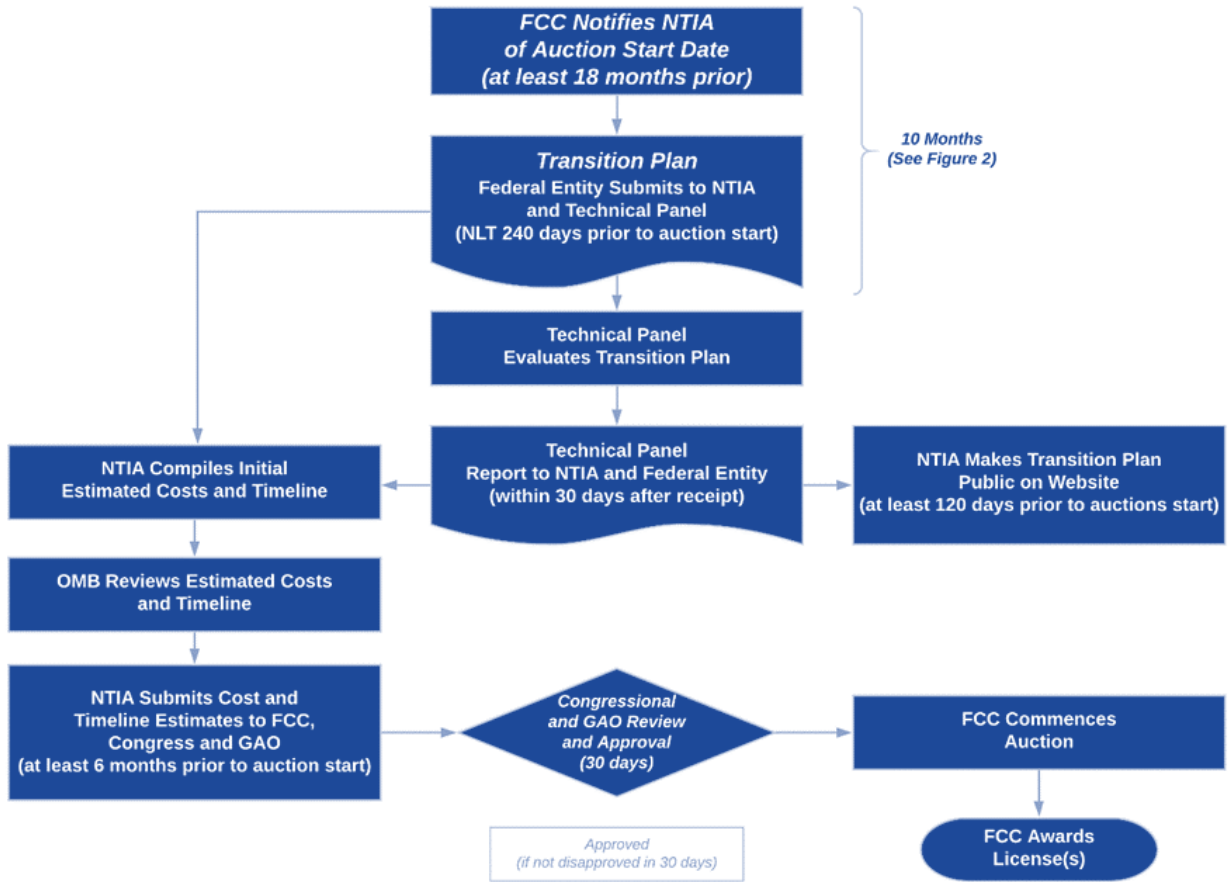 FCC Notifies NTIA
of Auction Start Date
(at least 18 months prior)
10 Months
(See Figure 2)
Transition Plan
Federal Entity Submits to NTIA
and Technical Panel
(NLT 240 days prior to auction start)
Technical Panel
Evaluates Transition Plan
NTIA Compiles Initial
Estimated Costs and Timeline
Technical Panel
Report to NTIA and Federal Entity
(within 30 days after receipt)
NTIA Makes Transition Plan
Public on Website
(at least 120 days prior to auctions start)
OMB Reviews Estimated Costs
and Timeline
NTIA Submits Cost and
Timeline Estimates to FCC,
Congress and GAO
(at least 6 months prior to auction start)
Congressional
and GAO Review
and Approval
(30 days)
FCC Commences
Auction
Approved
(if not disapproved in 30 days)
FCC Awards
License(s)